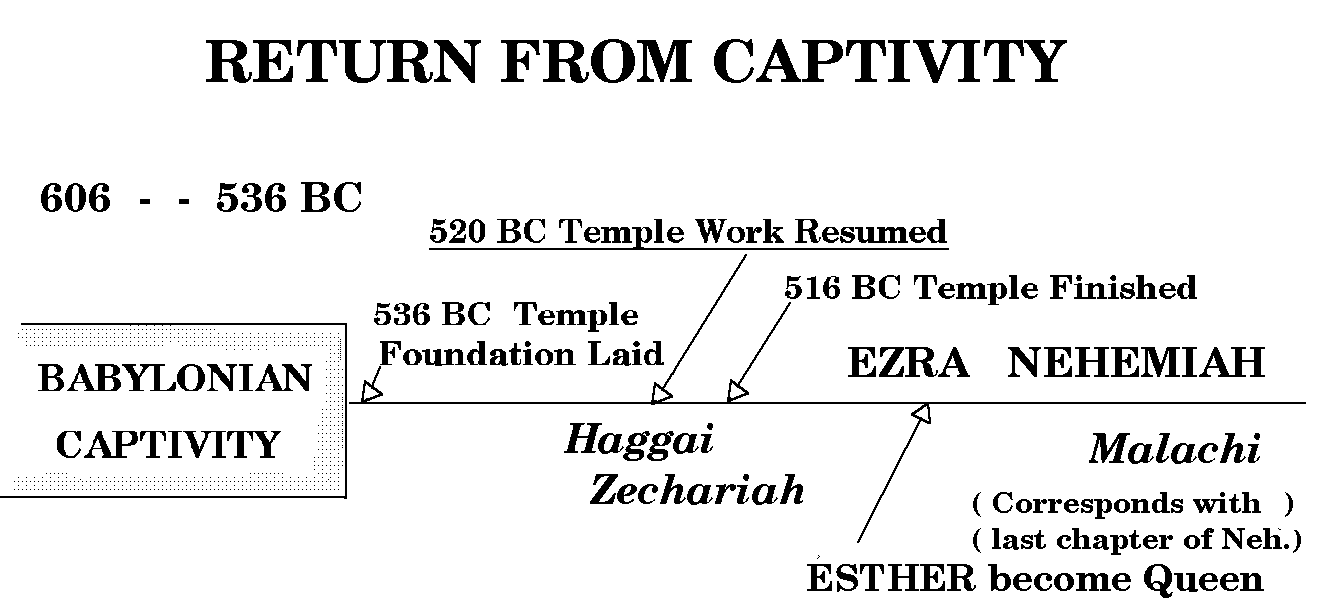 RETURN FROM CAPTIVITY
606 - - 536 BC
520 BC Temple Work Resumed
516 BC Temple Finished
536 BC Temple
Foundation Laid
EZRA NEHEMIAH
BABYLONIAN
CAPTIVITY
Haggai
Zechariah
Malachi
( Corresponds with )
( last chapter of Neh.)
ESTHER become Queen